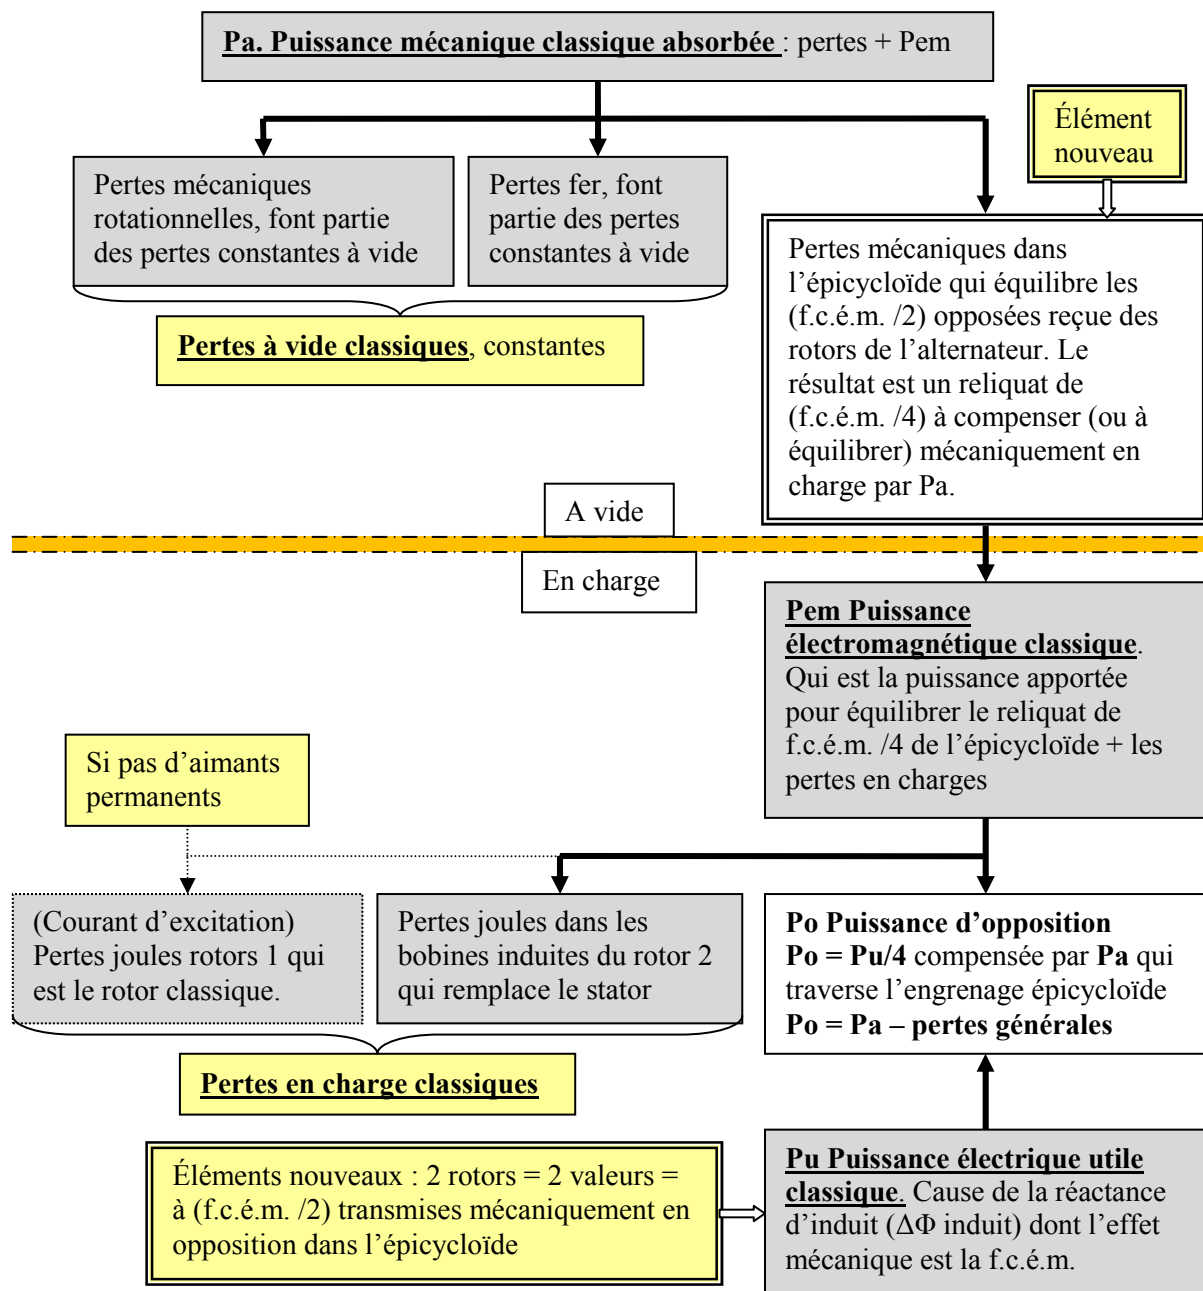 Pa. Puissance mécanique classique absorbée : pertes + Pem
Élément
nouveau
Pertes mécaniques
rotationnelles, font partie
des pertes constantes à vide
Pertes fer, font
partie des pertes
constantes à vide
Pertes mécaniques dans
l’épicycloïde qui équilibre les
(f.c.é.m. /2) opposées reçue des
rotors de l’alternateur. Le
résultat est un reliquat de
(f.c.é.m. /4) à compenser (ou à
équilibrer) mécaniquement en
charge par Pa.
Pertes à vide classiques, constantes
A vide
En charge
Pem Puissance
électromagnétique classique.
Qui est la puissance apportée
pour équilibrer le reliquat de
f.c.é.m. /4 de l’épicycloïde + les
pertes en charges
Si pas d’aimants
permanents
(Courant d’excitation)
Pertes joules rotors 1 qui
est le rotor classique.
Pertes joules dans les
bobines induites du rotor 2
qui remplace le stator
Po Puissance d’opposition
Po = Pu/4 compensée par Pa qui
traverse l’engrenage épicycloïde
Po = Pa – pertes générales
Pertes en charge classiques
Éléments nouveaux : 2 rotors = 2 valeurs =
à (f.c.é.m. /2) transmises mécaniquement en
opposition dans l’épicycloïde
Pu Puissance électrique utile
classique. Cause de la réactance
d’induit (ΔΦ induit) dont l’effet
mécanique est la f.c.é.m.